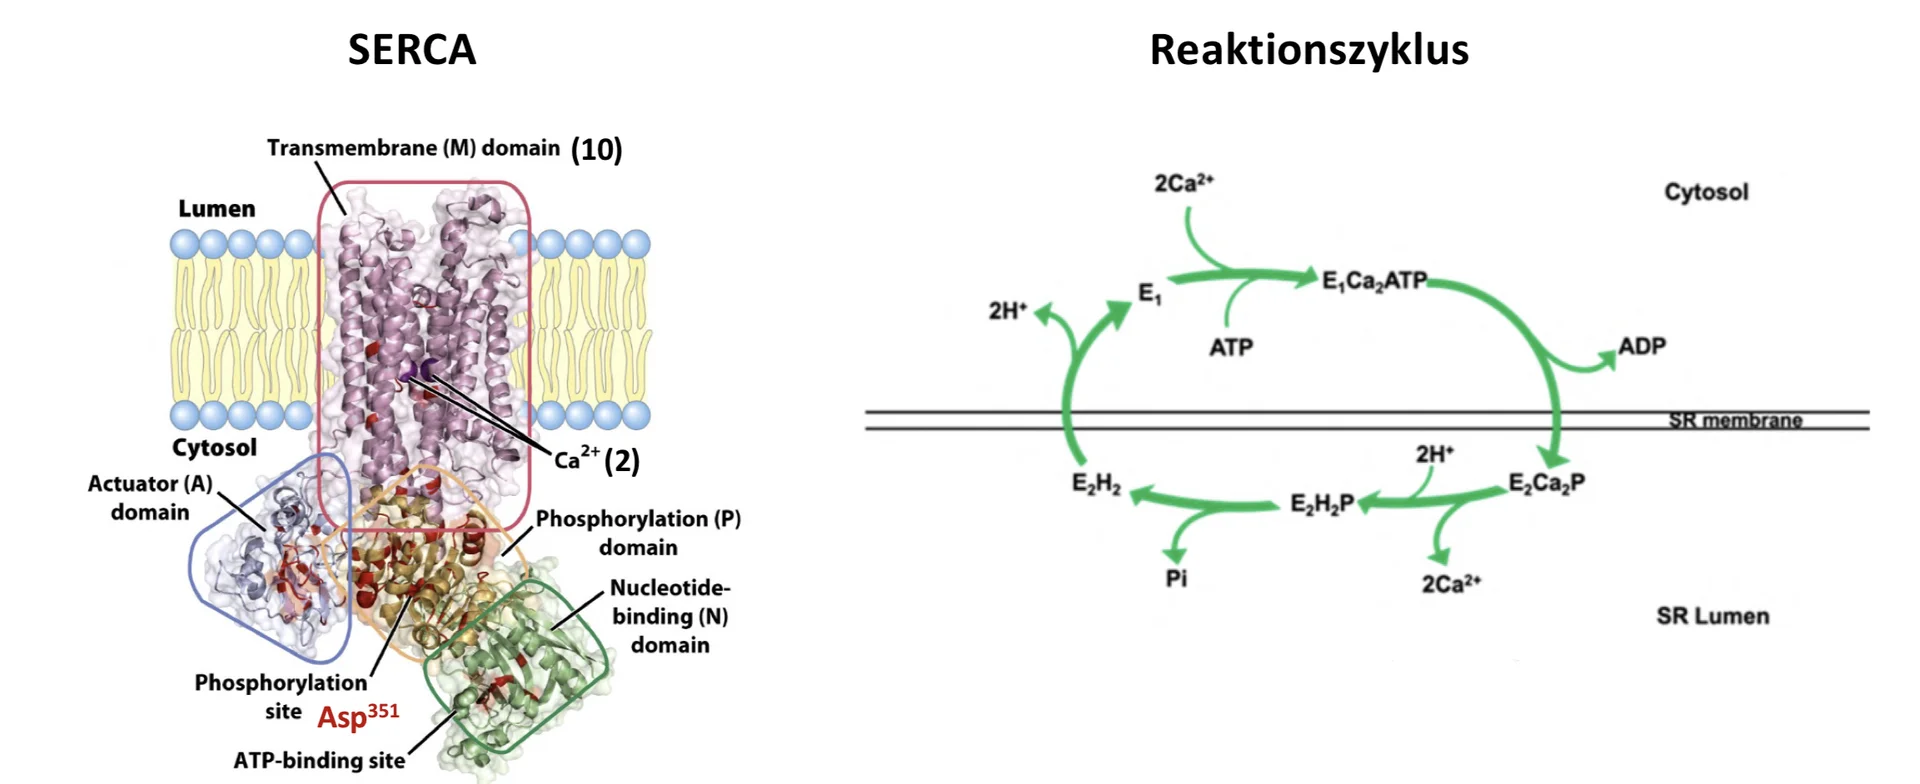 SERCA
Transmembrane (M) domain (10)
Lumen
Cytosol
Ca²⁺ (2)
Actuator (A)
domain
Phosphorylation (P)
domain
Nucleotide-
binding (N)
domain
Phosphorylation
site Asp³⁵¹
ATP-binding site
Reaktionszyklus
2Ca²⁺
Cytosol
E₁
E₁Ca₂ATP
2H⁺
ATP
ADP
SR membrane
2H⁺
E₂H₂
E₂H₂P
E₂Ca₂P
Pi
2Ca²⁺
SR Lumen